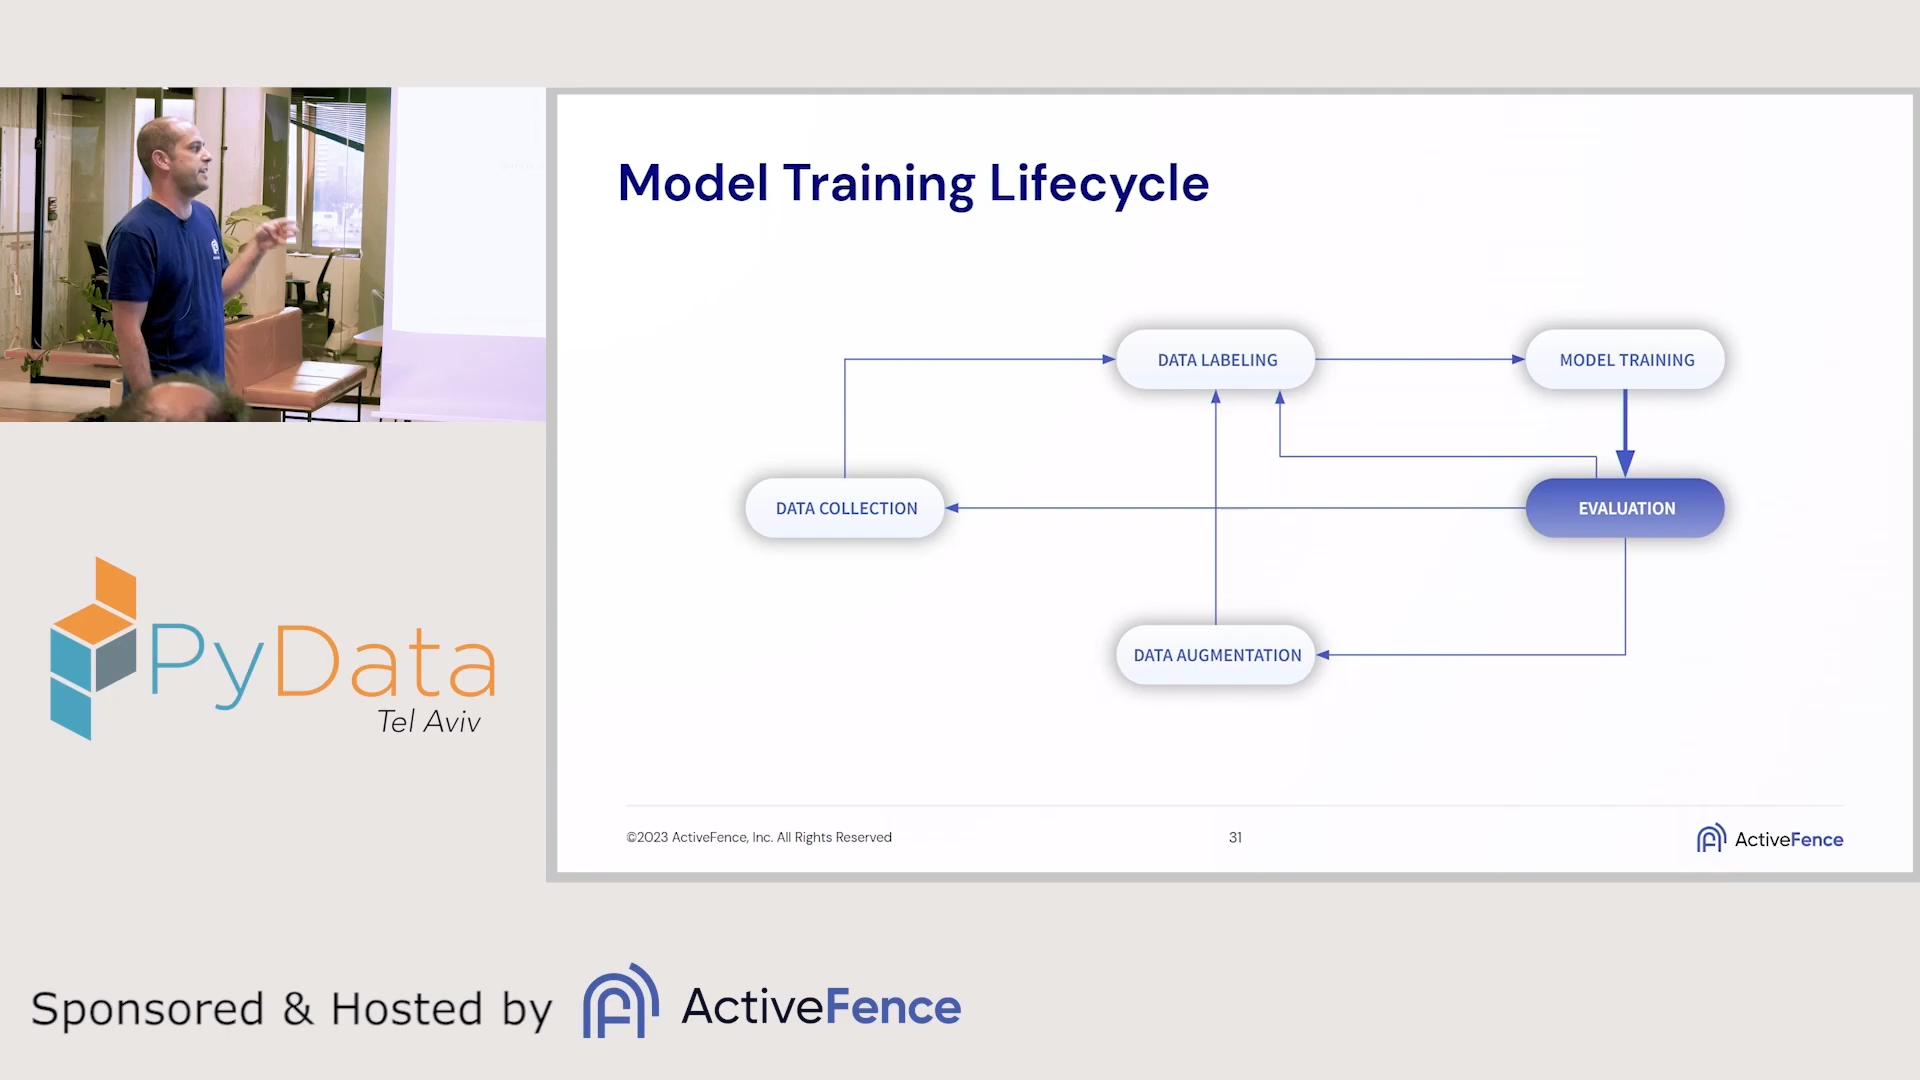 Model Training Lifecycle
DATA LABELING
MODEL TRAINING
DATA COLLECTION
EVALUATION
DATA AUGMENTATION
©2023 ActiveFence, Inc. All Rights Reserved
31
ActiveFence
PyData
Tel Aviv
Sponsored & Hosted by
ActiveFence